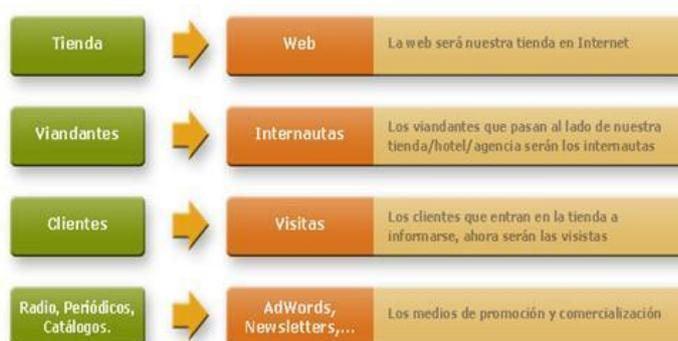 Tienda
Web
La web será nuestra tienda en Internet
Viandantes
Internautas
Los viandantes que pasan al lado de nuestra
tienda/hotel/agencia serán los internautas
Clientes
Visitas
Los clientes que entran en la tienda a
informarse, ahora serán las visistas
Radio, Periódicos,
Catálogos.
AdWords,
Newsletters,...
Los medios de promoción y comercialización